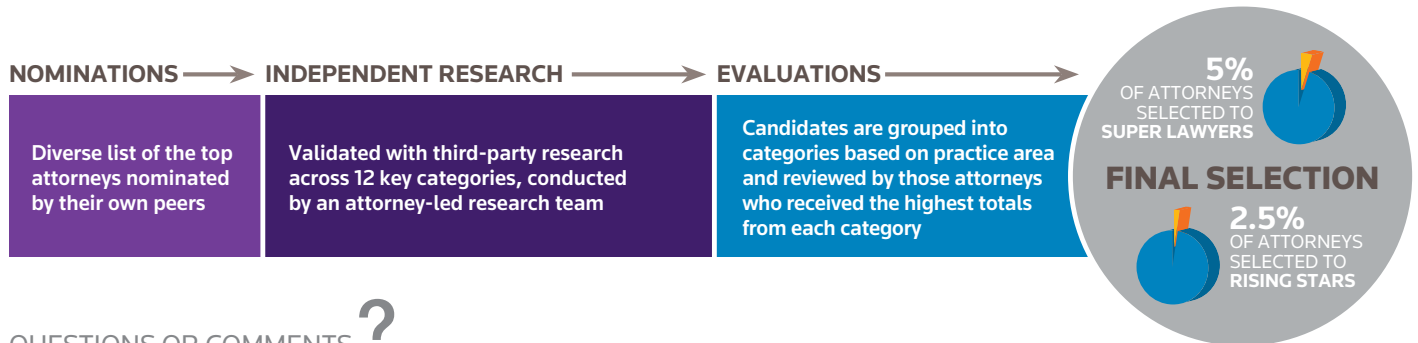 NOMINATIONS
Diverse list of the top
attorneys nominated
by their own peers
INDEPENDENT RESEARCH
Validated with third-party research
across 12 key categories, conducted
by an attorney-led research team
EVALUATIONS
Candidates are grouped into
categories based on practice area
and reviewed by those attorneys
who received the highest totals
from each category
5%
OF ATTORNEYS
SELECTED TO
SUPER LAWYERS
FINAL SELECTION
2.5%
OF ATTORNEYS
SELECTED TO
RISING STARS
QUESTIONS OR COMMENTS ?